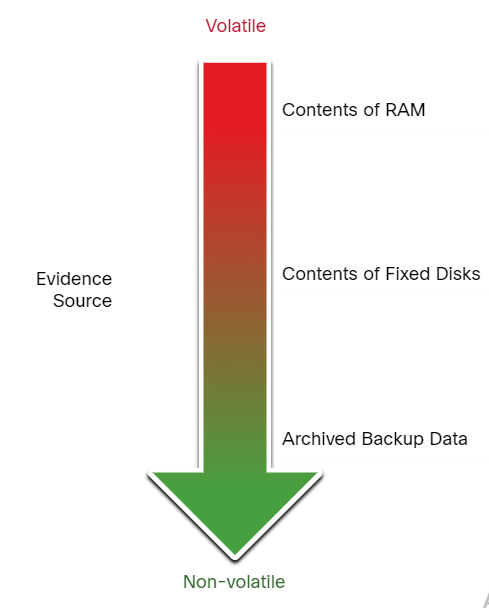 Volatile
Contents of RAM
Evidence
Source
Contents of Fixed Disks
Archived Backup Data
Non-volatile